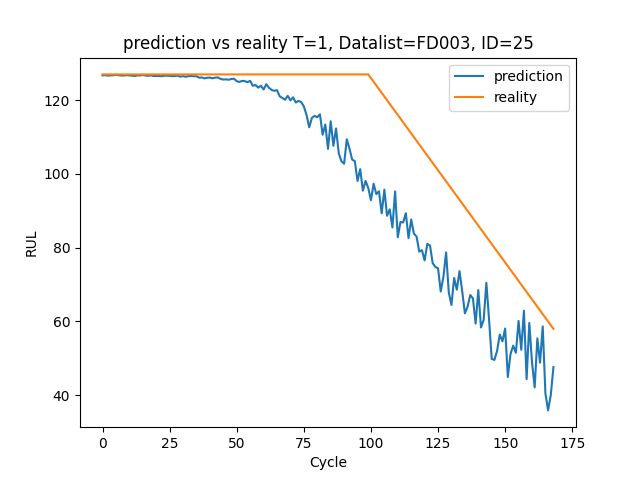 prediction vs reality T=1, Datalist=FD003, ID=25
prediction
reality
RUL
120
100
80
60
40
0 25 50 75 100 125 150 175
Cycle